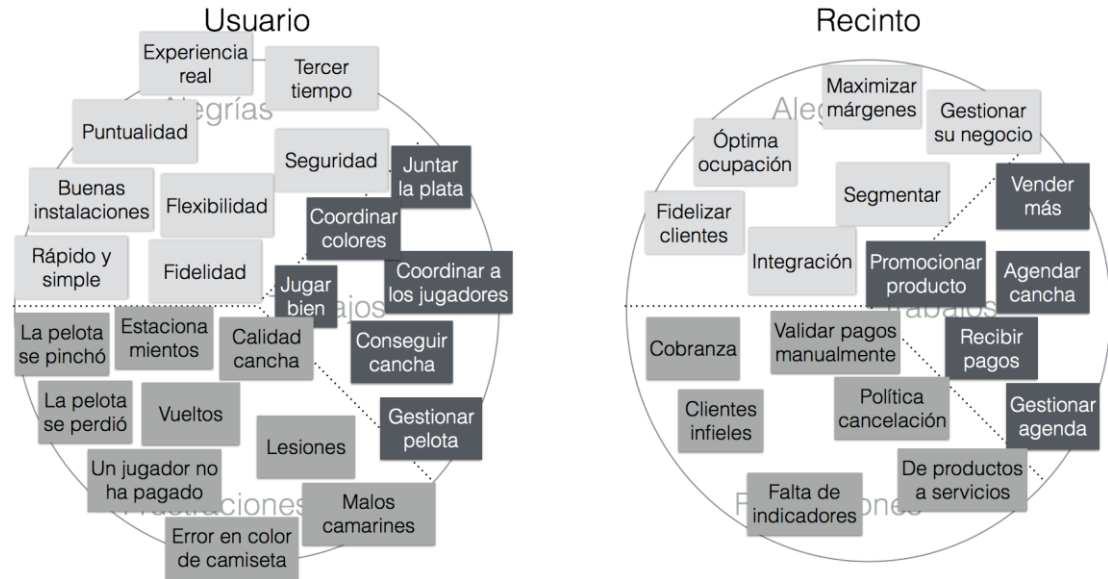 Usuario
Experiencia
real
Tercer
tiempo
Alegrías
Puntualidad
Seguridad
Juntar
la plata
Buenas
instalaciones
Flexibilidad
Coordinar
colores
Rápido y
simple
Fidelidad
Jugar
bien
Coordinar a
los jugadores
ajos
La pelota
se pinchó
Estaciona
mientos
Calidad
cancha
Conseguir
cancha
La pelota
se perdió
Vueltos
Gestionar
pelota
Lesiones
Un jugador no
ha pagado
Frustraciones
Malos
camarines
Error en color
de camiseta
Recinto
Maximizar
márgenes
Gestionar
su negocio
Aleg
Óptima
ocupación
Segmentar
Vender
más
Fidelizar
clientes
Integración
Promocionar
producto
Agendar
cancha
Trabajos
Cobranza
Validar pagos
manualmente
Recibir
pagos
Clientes
infieles
Política
cancelación
Gestionar
agenda
De productos
a servicios
Falta de
indicadores
F
ones